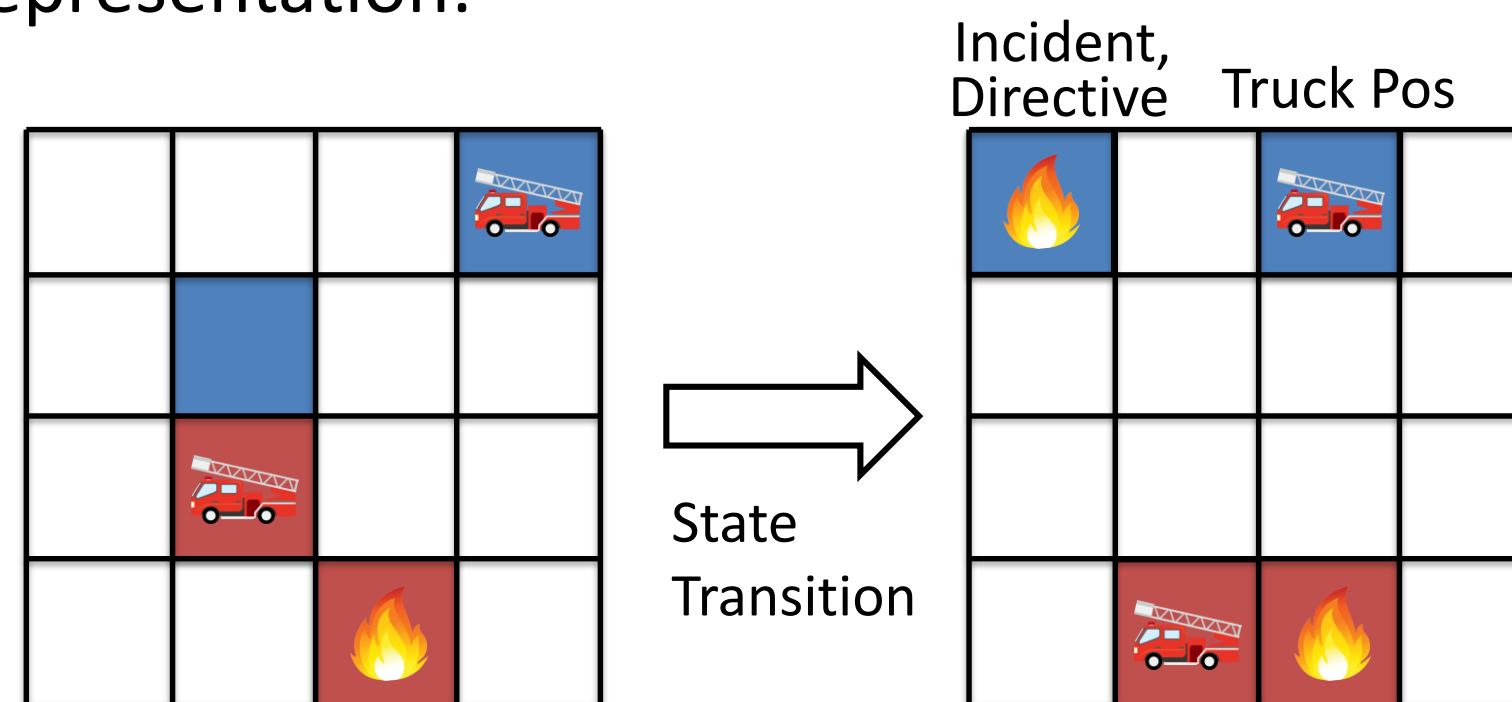 Incident,
Directive
Truck Pos
State
Transition